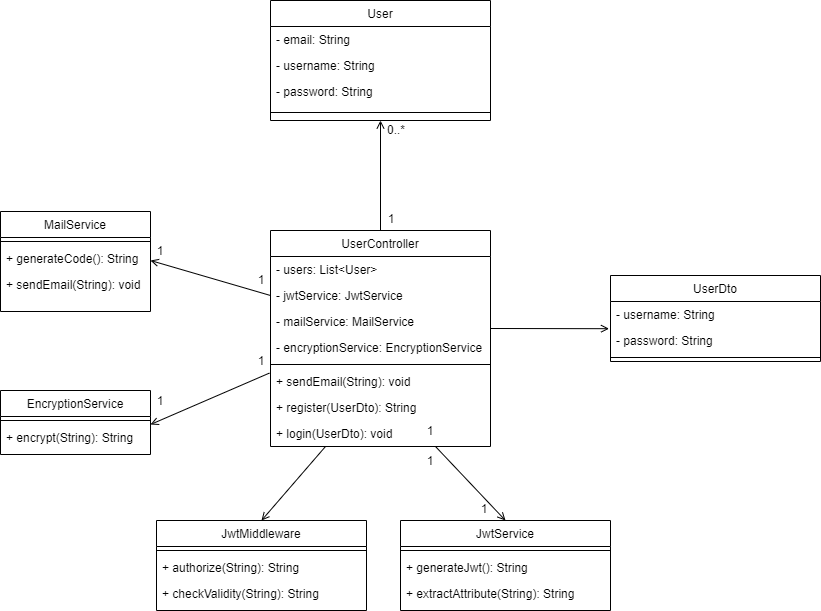 User
- email: String
- username: String
- password: String
0..*
1
MailService
+ generateCode(): String
+ sendEmail(String): void
1
1
UserController
- users: List<User>
- jwtService: JwtService
- mailService: MailService
- encryptionService: EncryptionService
+ sendEmail(String): void
+ register(UserDto): String
+ login(UserDto): void
1
1
UserDto
- username: String
- password: String
EncryptionService
+ encrypt(String): String
1
1
JwtMiddleware
+ authorize(String): String
+ checkValidity(String): String
1
JwtService
+ generateJwt(): String
+ extractAttribute(String): String